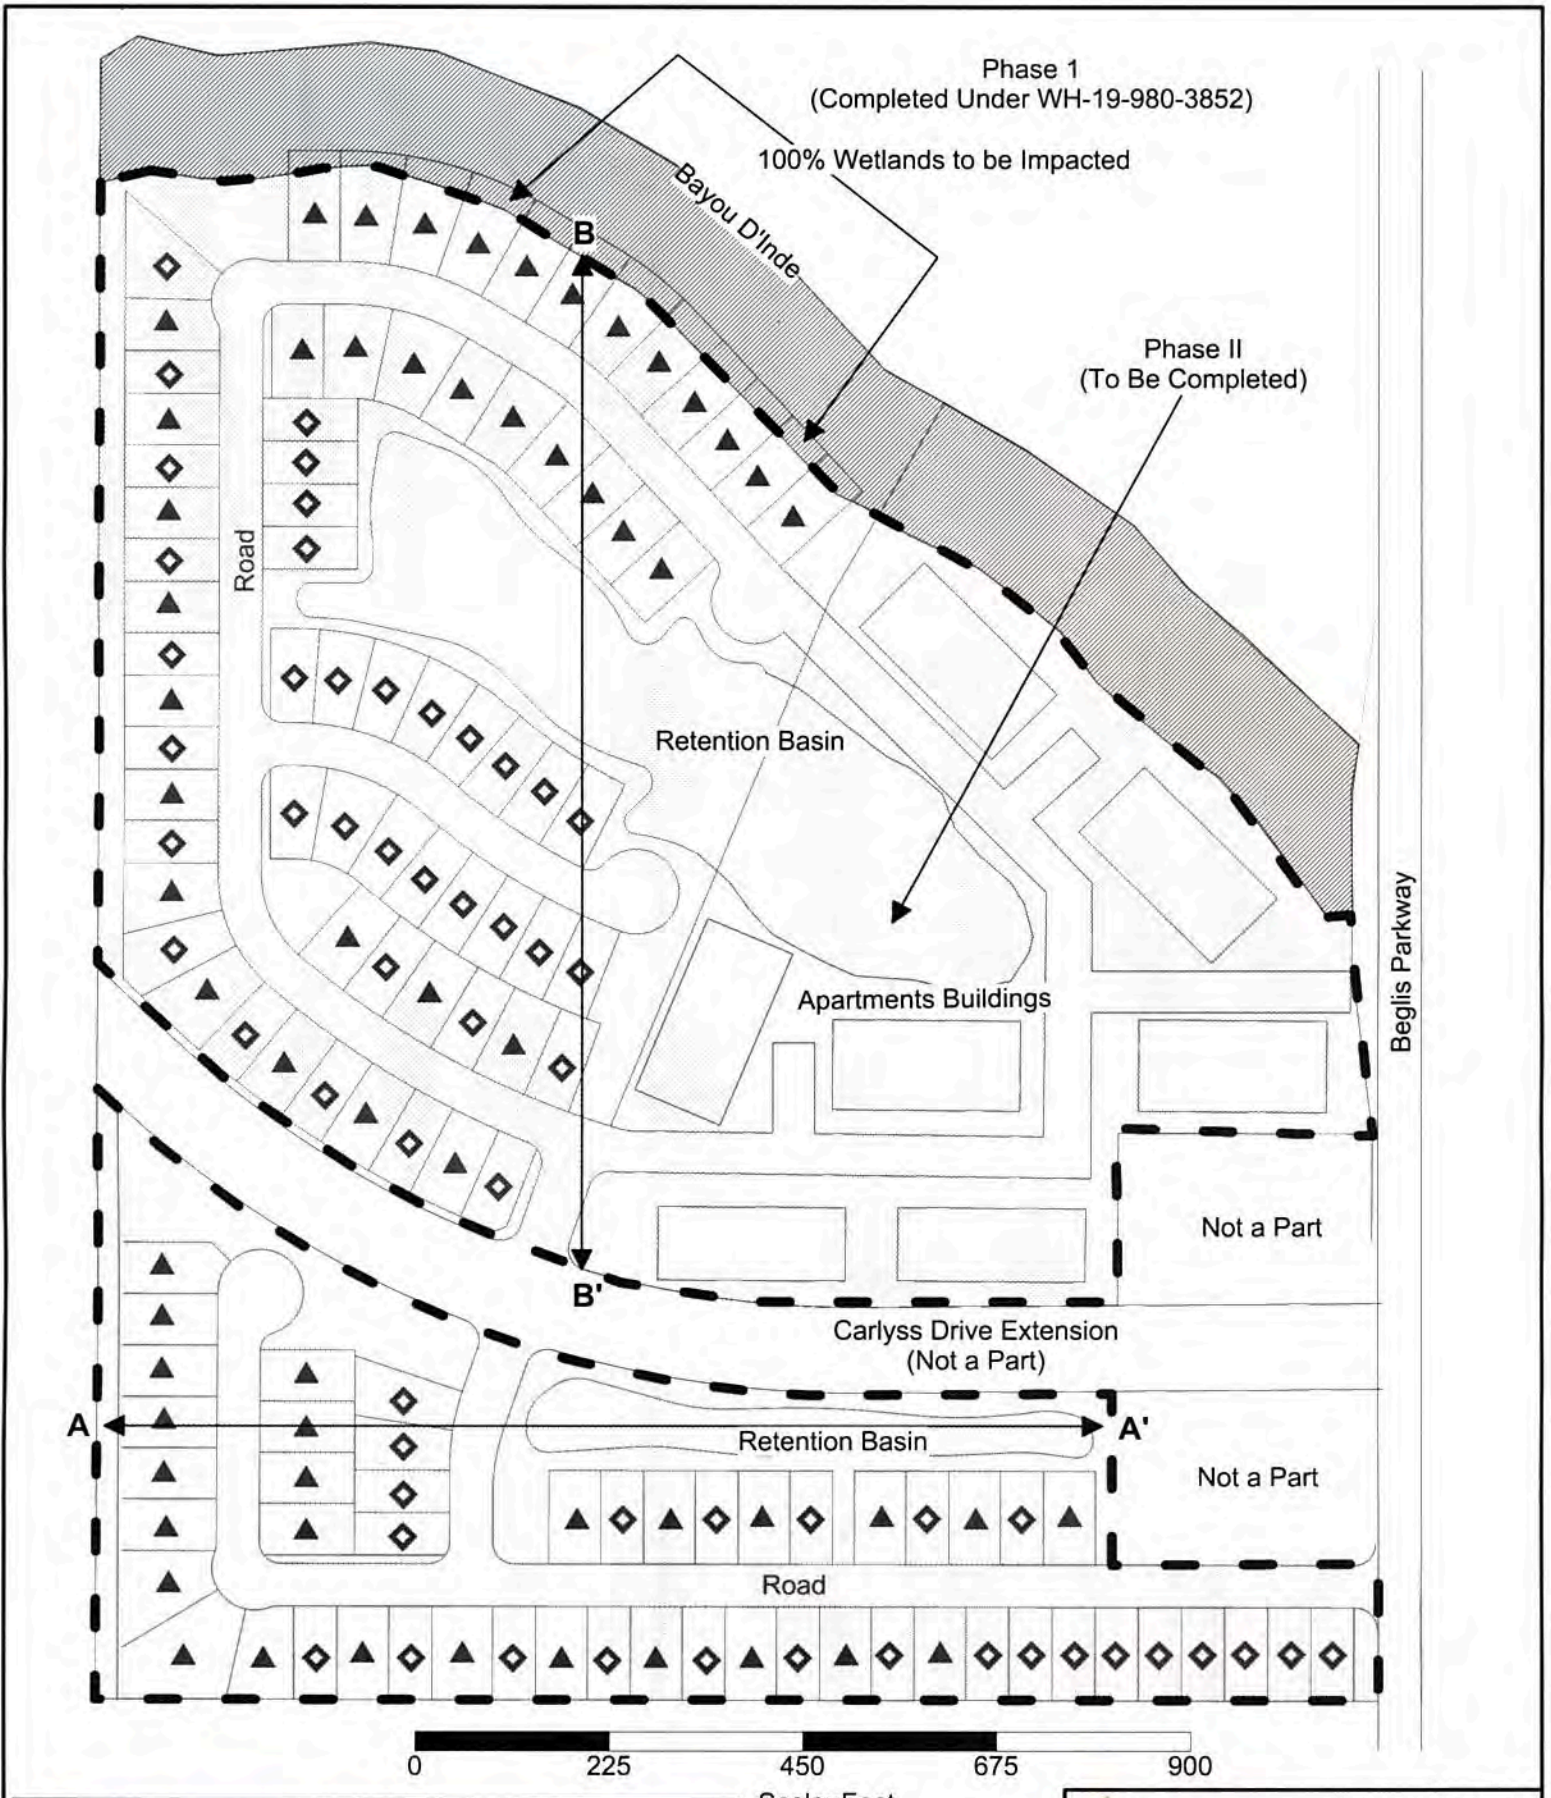 Phase 1
(Completed Under WH-19-980-3852)
100% Wetlands to be Impacted
Bayou D'Inde
B
Phase II
(To Be Completed)
Road
Retention Basin
Beglis Parkway
Apartments Buildings
Not a Part
B'
Carlyss Drive Extension
(Not a Part)
A
A'
Retention Basin
Not a Part
Road
0 225 450 675 900